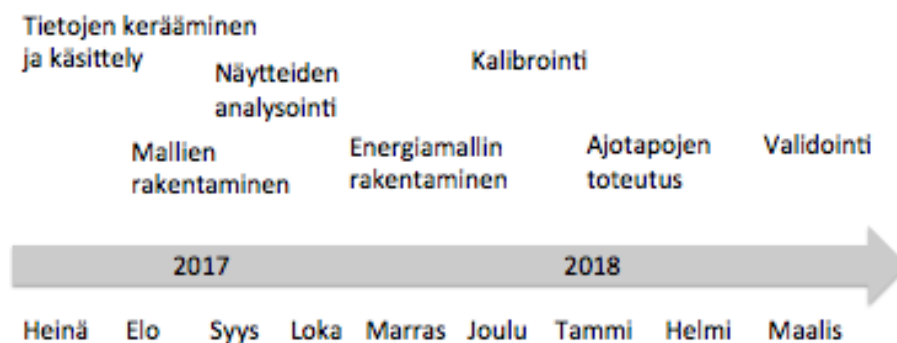 Tietojen kerääminen
ja käsittely
Näytteiden
analysointi
Kalibrointi
Mallien
rakentaminen
Energiamallin
rakentaminen
Ajotapojen
toteutus
Validointi
2017 2018
Heinä Elo Syys Loka Marras Joulu Tammi Helmi Maalis